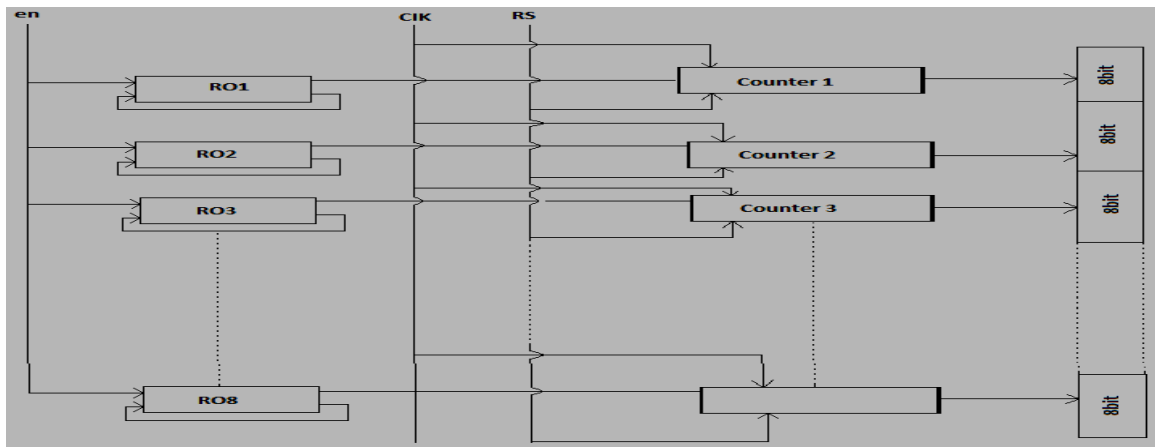 en CIK RS
RO1 Counter 1 8bit
RO2 Counter 2 8bit
RO3 Counter 3 8bit
RO8 8bit